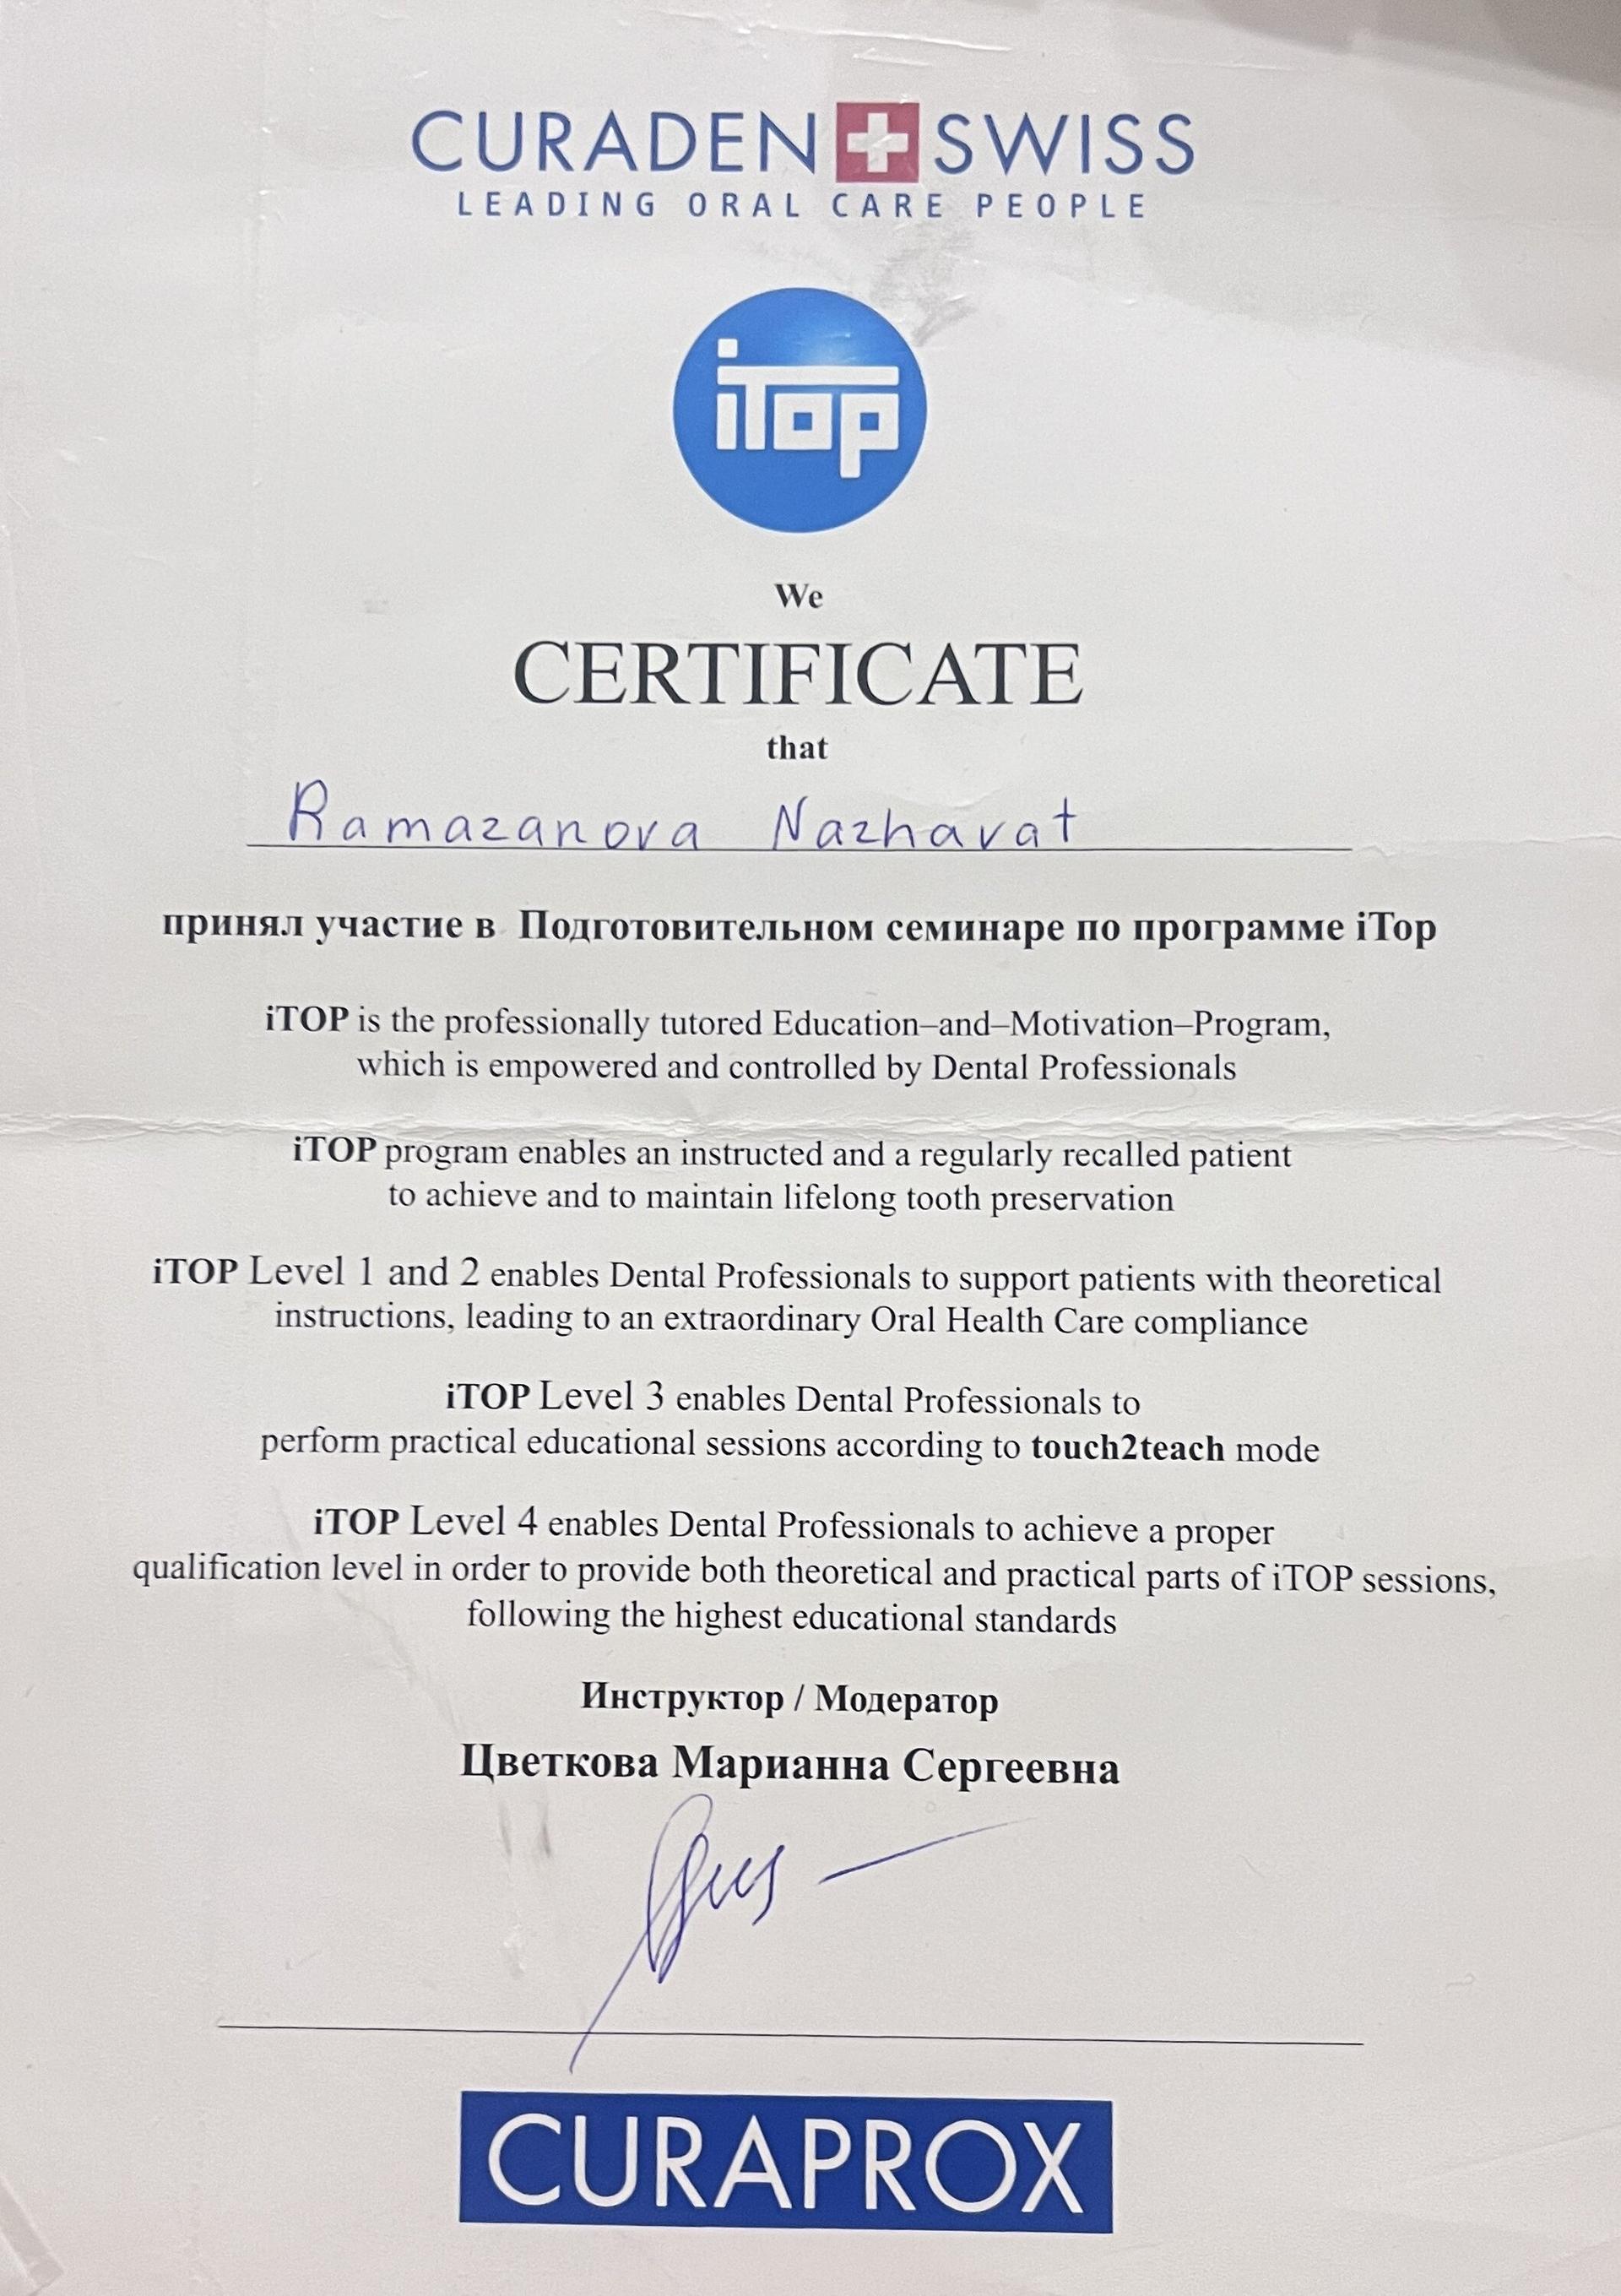 CURADEN SWISS
LEADING ORAL CARE PEOPLE
iTop
We
CERTIFICATE
that
Ramazanova Nazhavat
принял участие в Подготовительном семинаре по программе iTop
iTOP is the professionally tutored Education–and–Motivation–Program,
which is empowered and controlled by Dental Professionals
iTOP program enables an instructed and a regularly recalled patient
to achieve and to maintain lifelong tooth preservation
iTOP Level 1 and 2 enables Dental Professionals to support patients with theoretical
instructions, leading to an extraordinary Oral Health Care compliance
iTOP Level 3 enables Dental Professionals to
perform practical educational sessions according to touch2teach mode
iTOP Level 4 enables Dental Professionals to achieve a proper
qualification level in order to provide both theoretical and practical parts of iTOP sessions,
following the highest educational standards
Инструктор / Модератор
Цветкова Марианна Сергеевна
CURAPROX